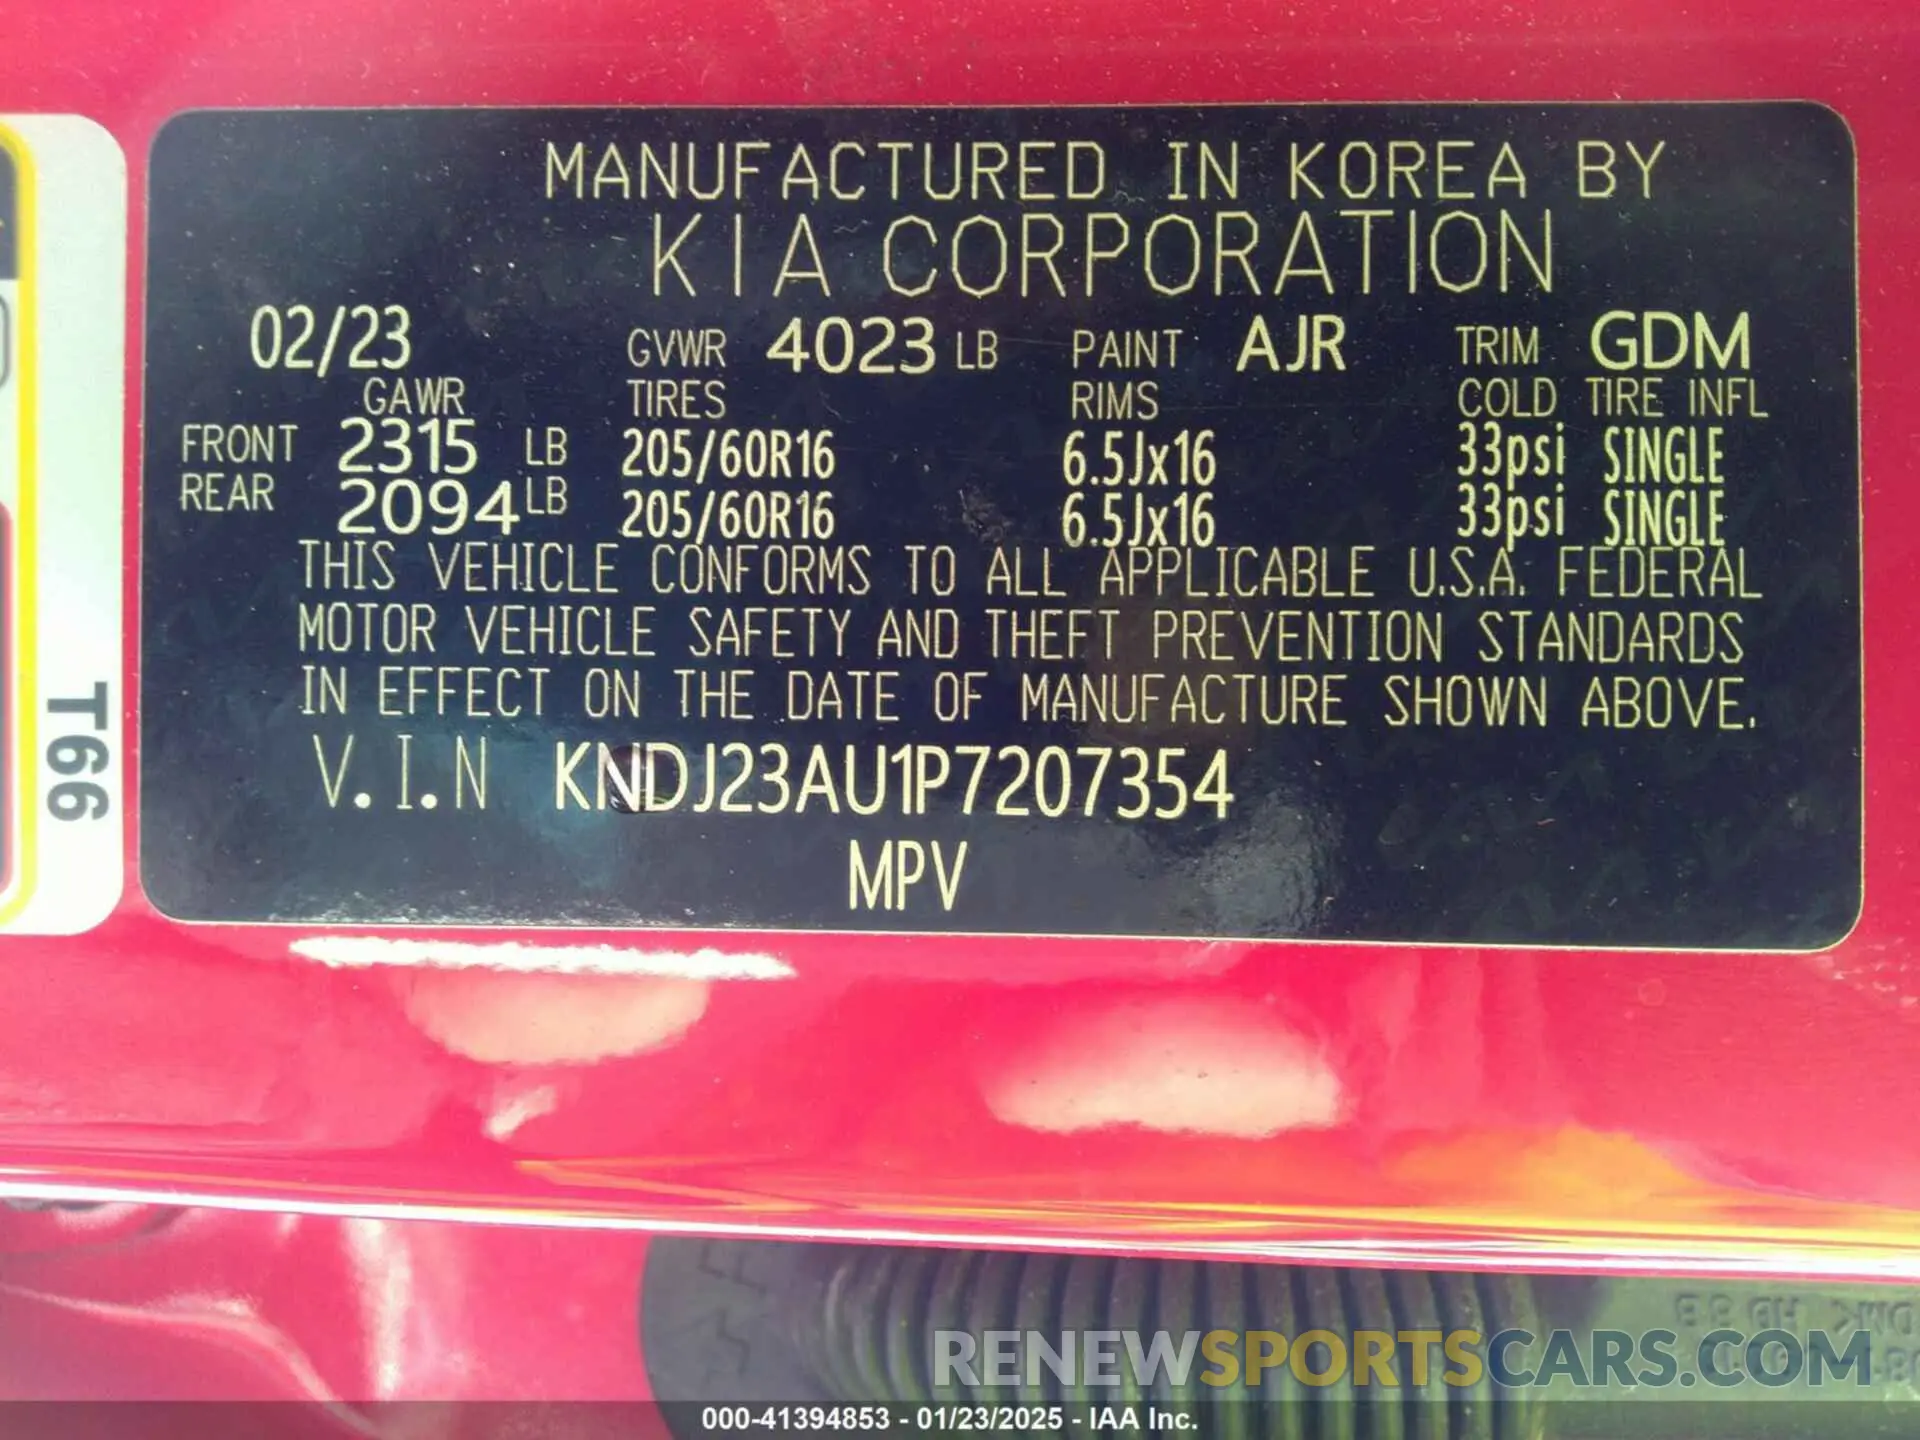 MANUFACTURED IN KOREA BY
KIA CORPORATION
02/23 GVWR 4023 LB PAINT AJR TRIM GDM
GAWR TIRES RIMS COLD TIRE INFL
FRONT 2315 LB 205/60R16 6.5Jx16 33psi SINGLE
REAR 2094 LB 205/60R16 6.5Jx16 33psi SINGLE
THIS VEHICLE CONFORMS TO ALL APPLICABLE U.S.A. FEDERAL
MOTOR VEHICLE SAFETY AND THEFT PREVENTION STANDARDS
IN EFFECT ON THE DATE OF MANUFACTURE SHOWN ABOVE.
V.I.N KNDJ23AU1P7207354
MPV
T66
DMK HD 8B
RENEWSPORTSCARS.COM
000-41394853 - 01/23/2025 - IAA Inc.